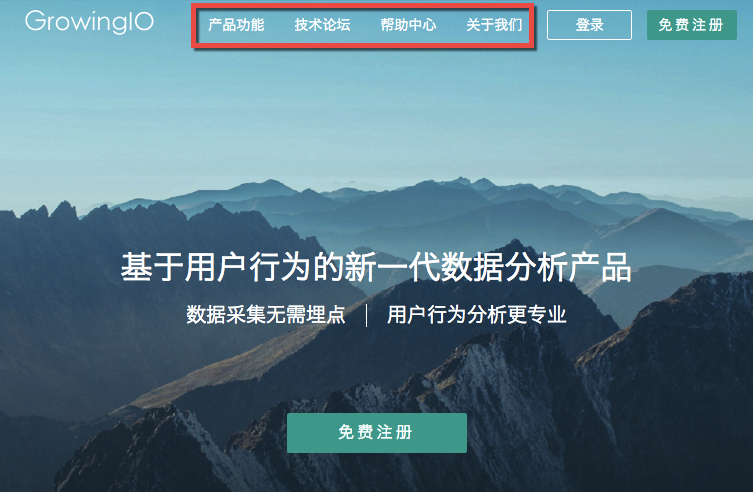 GrowingIO 产品功能 技术论坛 帮助中心 关于我们 登录 免费注册
基于用户行为的新一代数据分析产品
数据采集无需埋点 | 用户行为分析更专业
免费注册